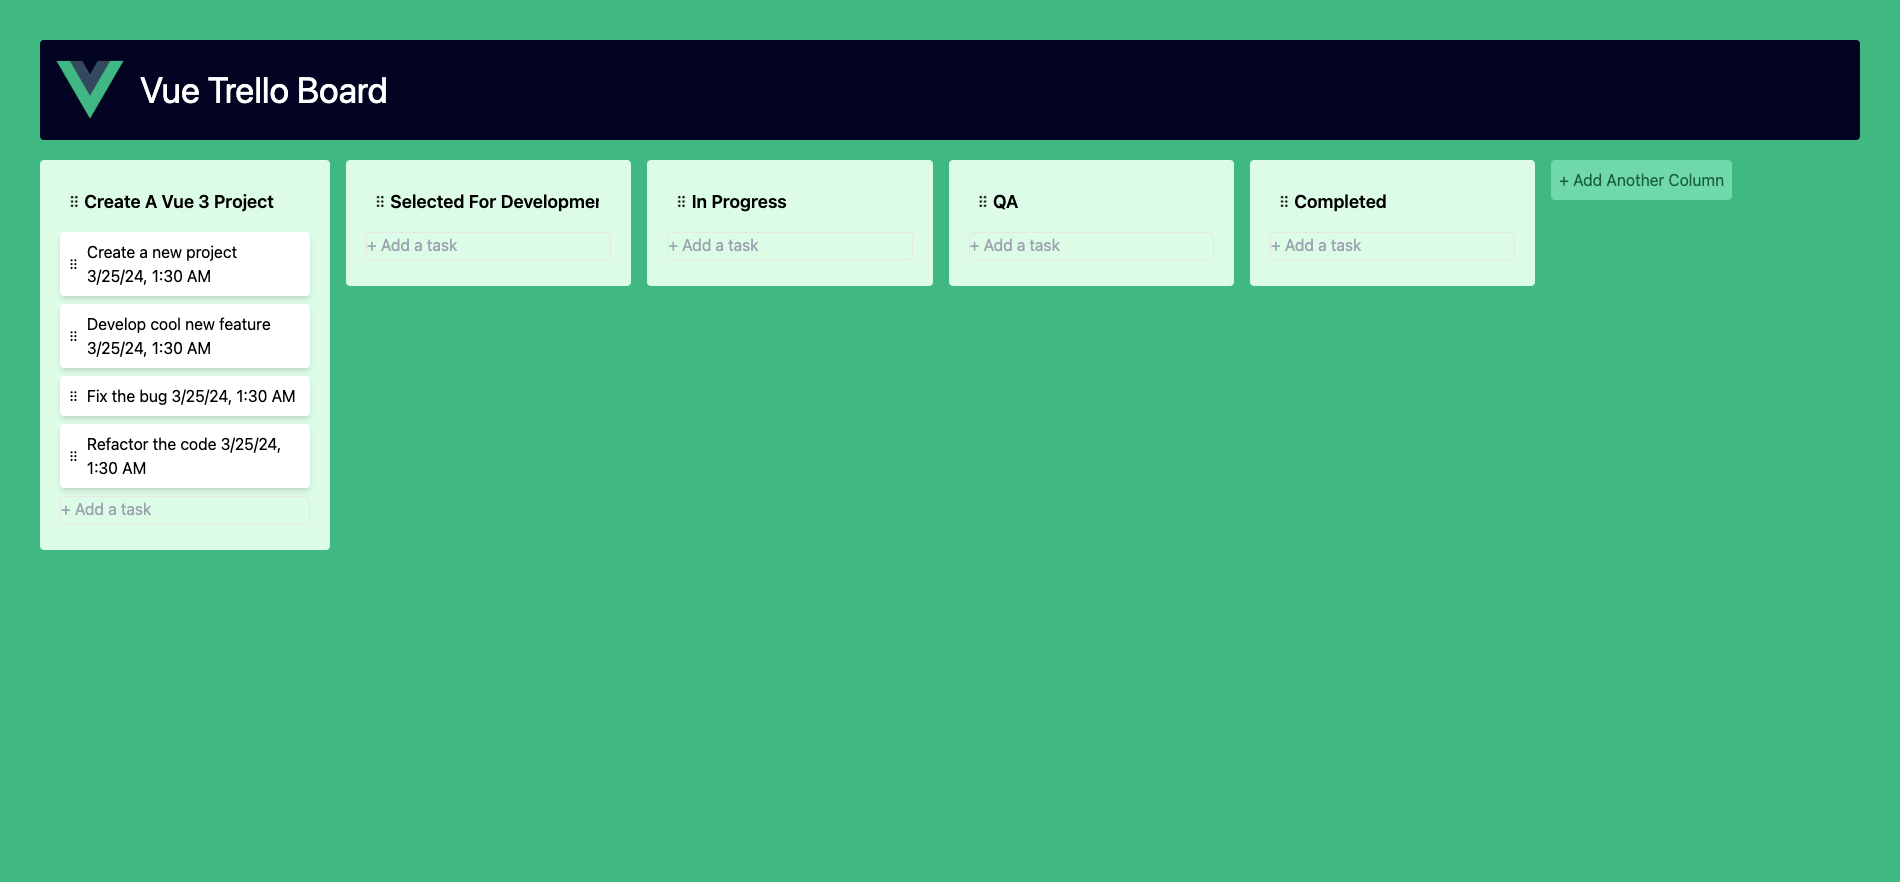 Vue Trello Board
Create A Vue 3 Project
Create a new project
3/25/24, 1:30 AM
Develop cool new feature
3/25/24, 1:30 AM
Fix the bug 3/25/24, 1:30 AM
Refactor the code 3/25/24,
1:30 AM
+ Add a task
Selected For Developmen
+ Add a task
In Progress
+ Add a task
QA
+ Add a task
Completed
+ Add a task
+ Add Another Column